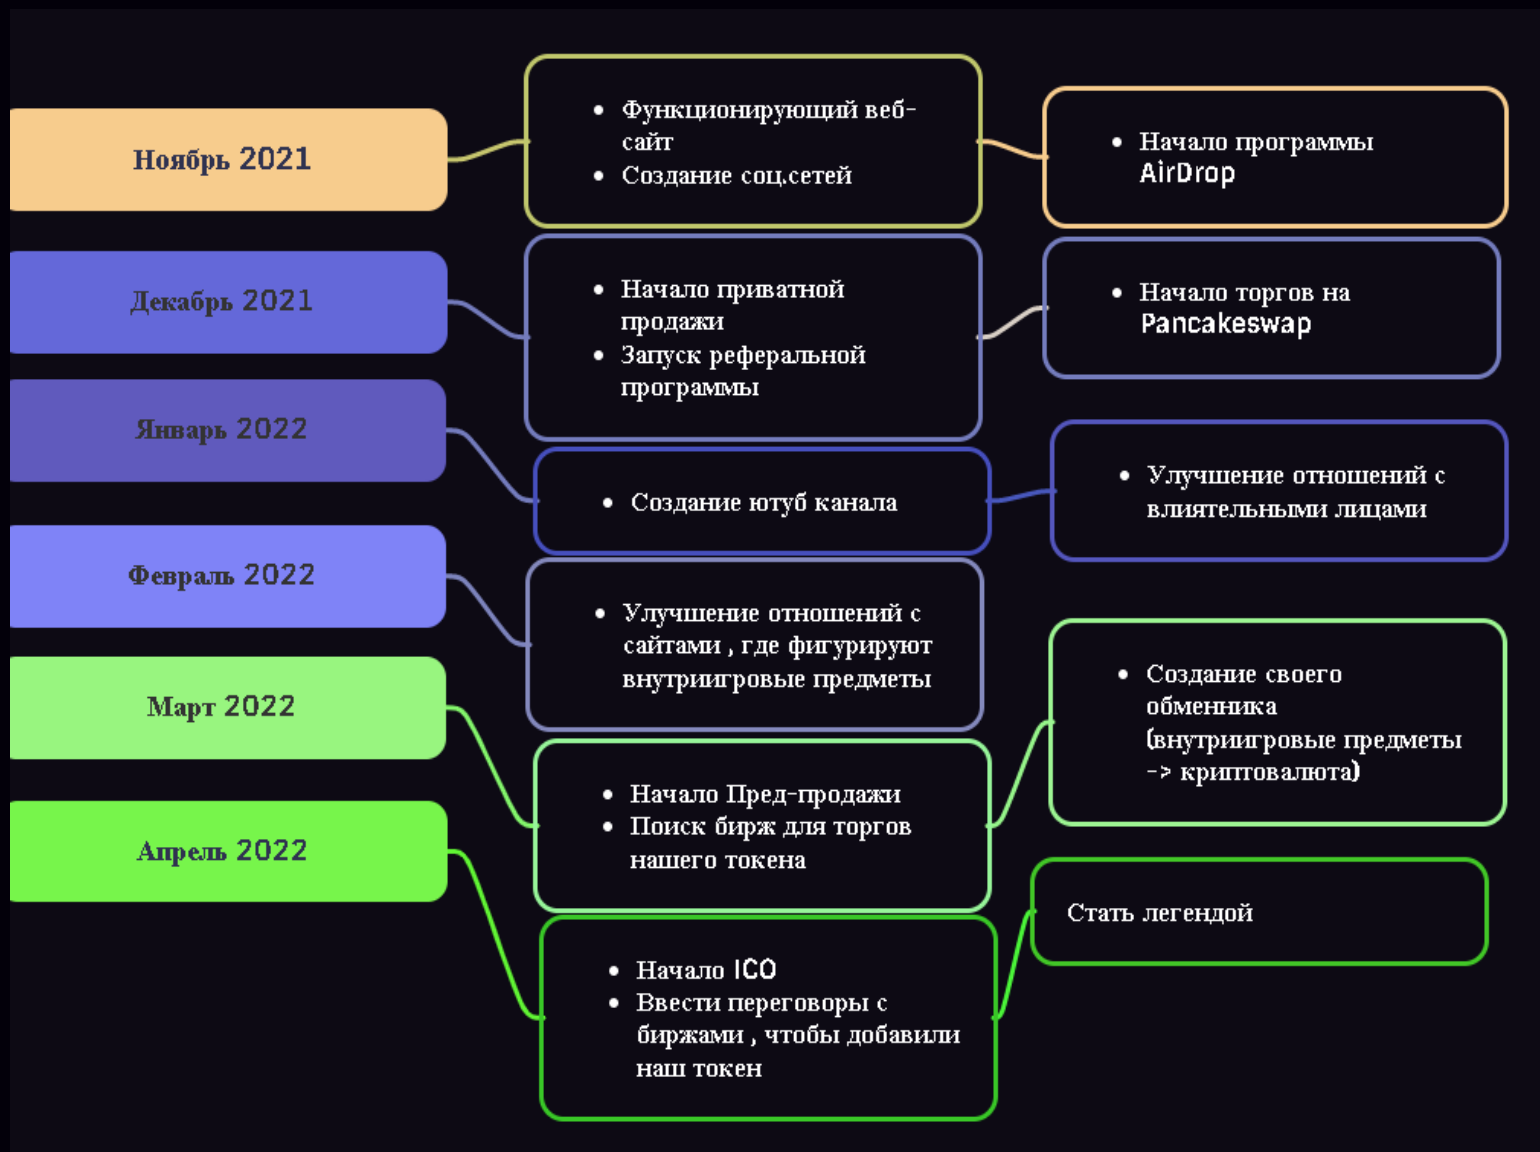 Ноябрь 2021
• Функционирующий веб-
сайт
• Создание соц.сетей
• Начало программы
AirDrop
Декабрь 2021
• Начало приватной
продажи
• Запуск реферальной
программы
• Начало торгов на
Pancakeswap
Январь 2022
• Создание ютуб канала
• Улучшение отношений с
влиятельными лицами
Февраль 2022
• Улучшение отношений с
сайтами , где фигурируют
внутриигровые предметы
Март 2022
• Начало Пред-продажи
• Поиск бирж для торгов
нашего токена
• Создание своего
обменника
(внутриигровые предметы
-> криптовалюта)
Апрель 2022
• Начало ICO
• Ввести переговоры с
биржами , чтобы добавили
наш токен
Стать легендой